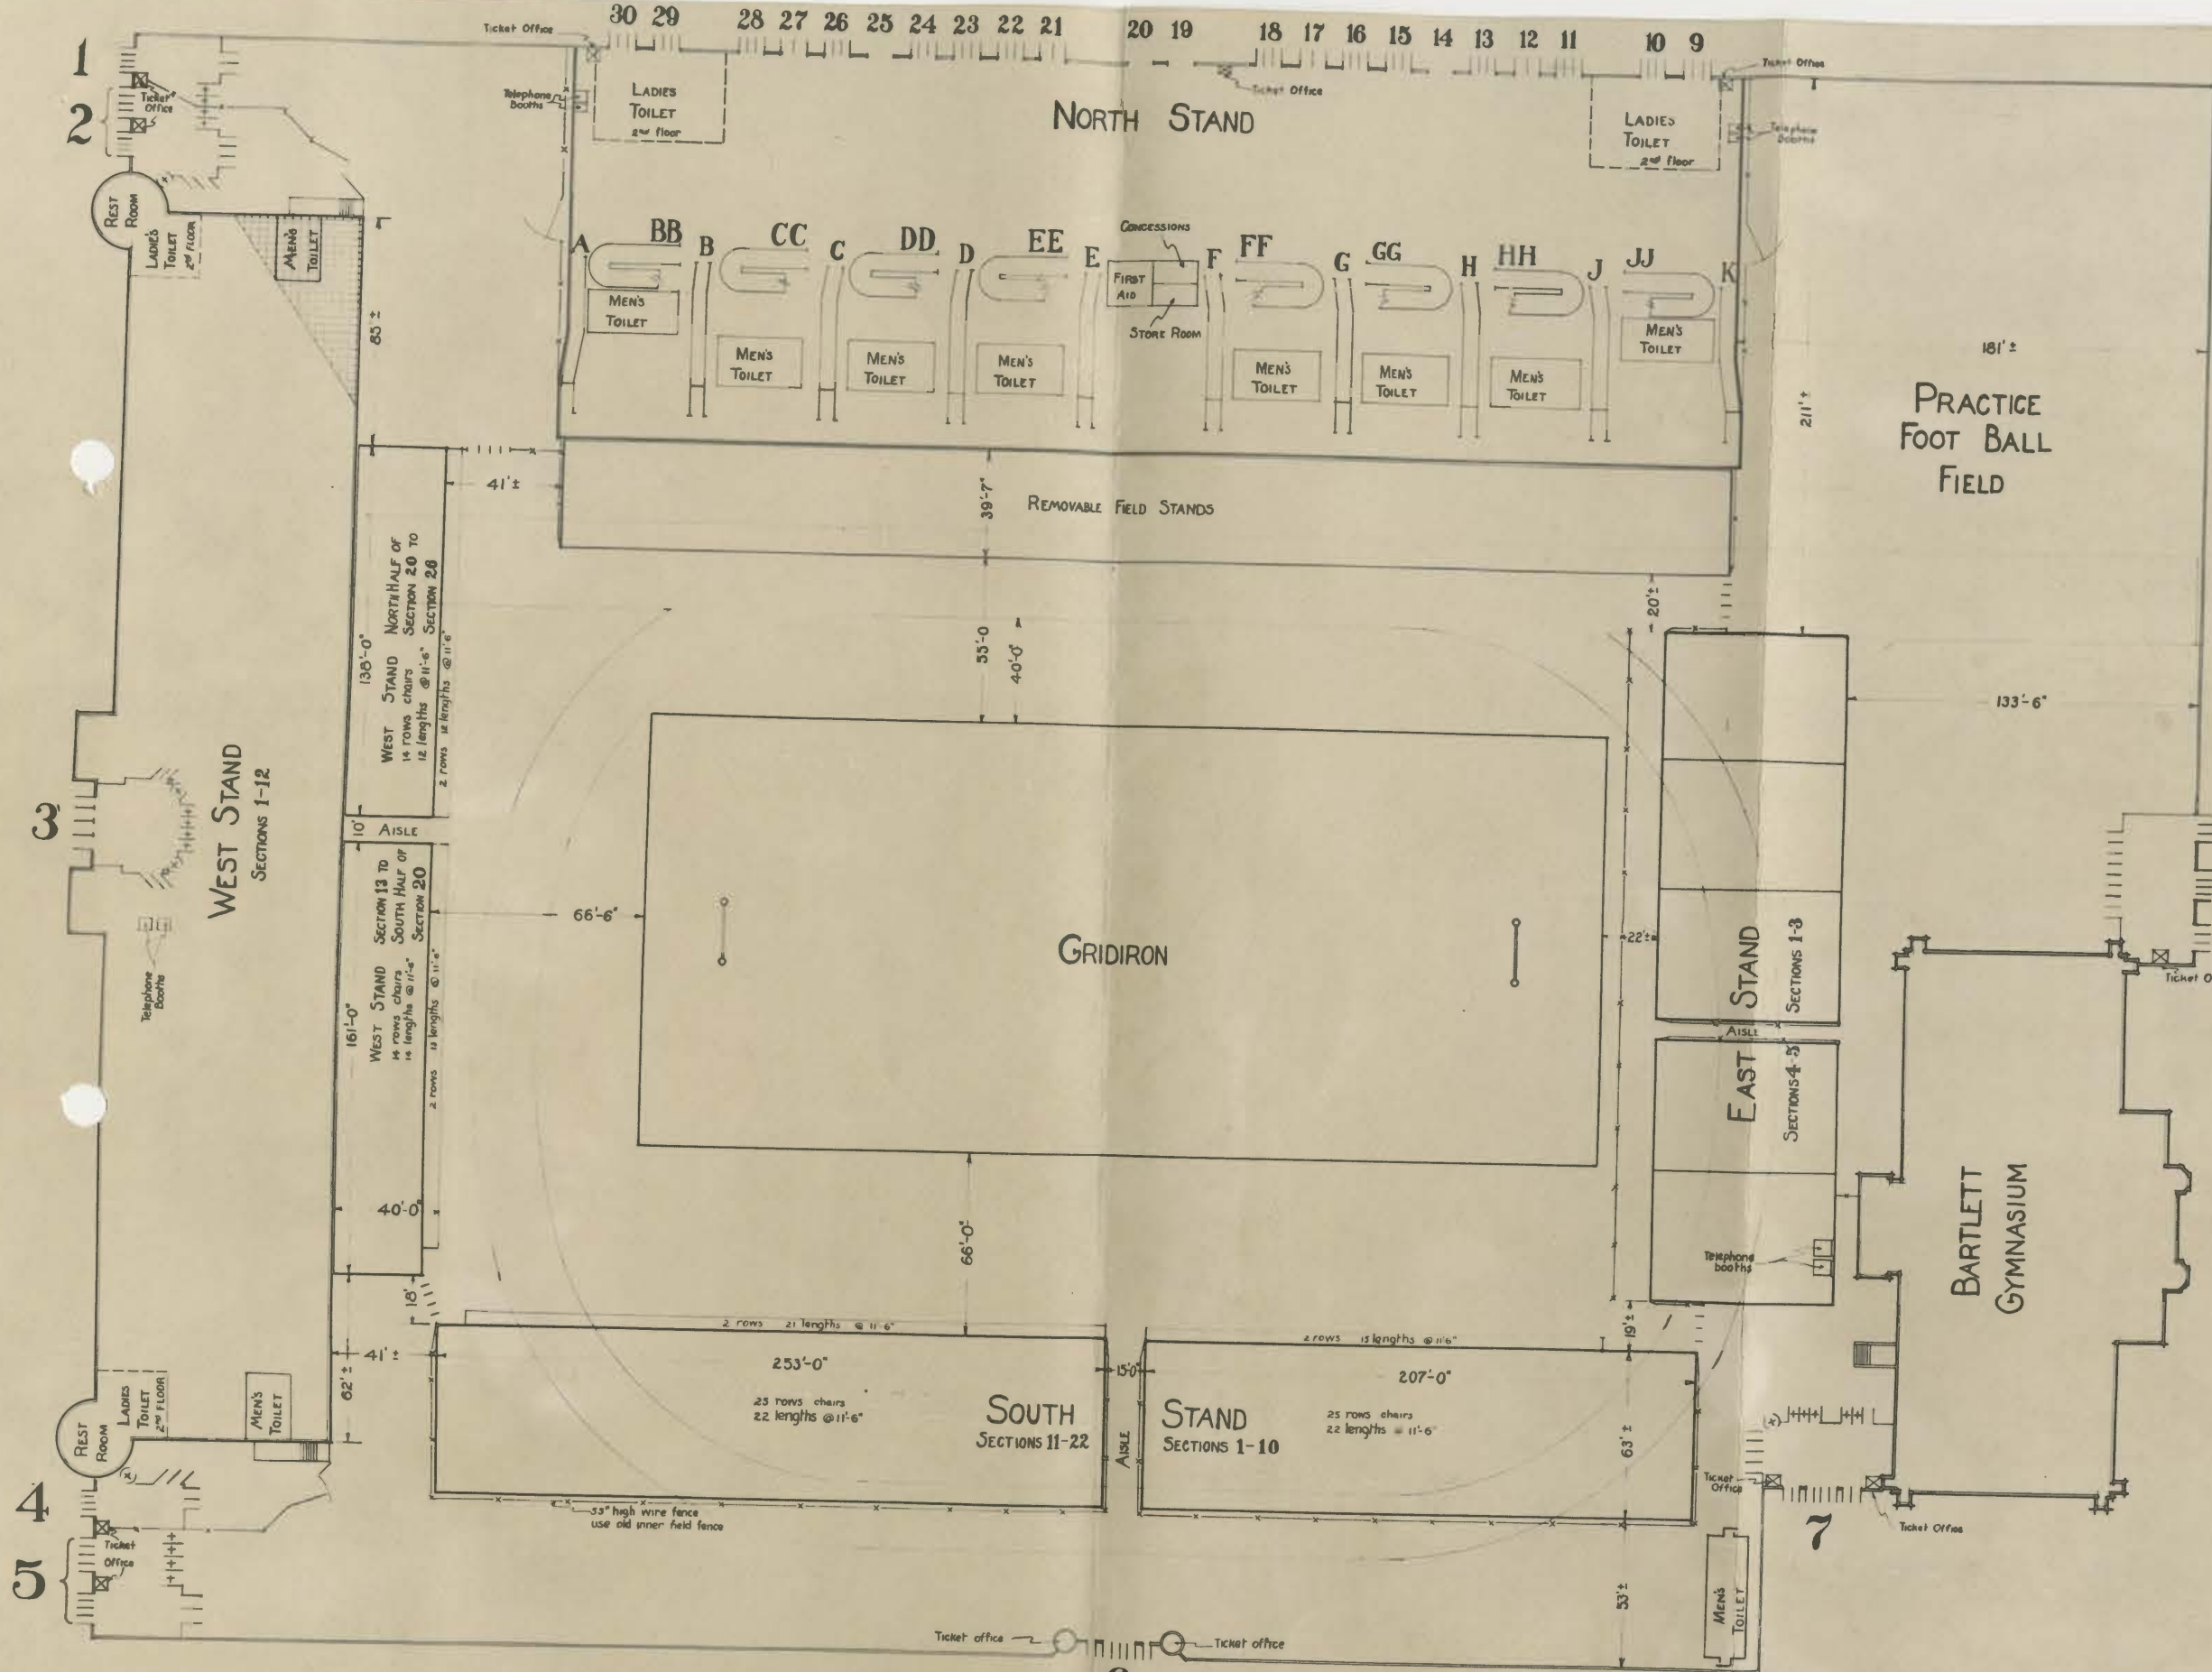 Ticket Office
30 29 28 27 26 25 24 23 22 21 20 19 18 17 16 15 14 13 12 11 10 9
Ticket Office
Ticket Office
1
2
Ticket
Office
Telephone
Booths
LADIES
TOILET
2nd floor
NORTH STAND
LADIES
TOILET
2nd floor
Telephone
Booths
REST
ROOM
LADIE'S
TOILET
2nd FLOOR
MEN'S
TOILET
85'±
A BB B CC C DD D EE E F FF G GG H HH J JJ K
CONCESSIONS
FIRST
AID
STORE ROOM
MEN'S
TOILET
MEN'S
TOILET
MEN'S
TOILET
MEN'S
TOILET
MEN'S
TOILET
MEN'S
TOILET
MEN'S
TOILET
MEN'S
TOILET
181'±
211'±
PRACTICE
FOOT BALL
FIELD
41'±
39'-7"
REMOVABLE FIELD STANDS
20'±
55'-0
40'-0"
133'-6"
138'-0"
WEST STAND NORTH HALF OF
SECTION 20 TO
SECTION 26
14 rows chairs
12 lengths @ 11'-6"
2 rows 12 lengths @ 11'6"
3
WEST STAND
SECTIONS 1-12
10' AISLE
Telephone
Booths
161'-0"
WEST STAND SECTION 13 TO
SOUTH HALF OF
SECTION 20
14 rows chairs
14 lengths @ 11'-6"
2 rows 13 lengths @ 11'-6"
66'-6"
GRIDIRON
22'±
EAST STAND
SECTIONS 1-3
AISLE
SECTIONS 4-5
Telephone
booths
BARTLETT
GYMNASIUM
40'-0"
66'-0"
18'
41'±
62'±
19'±
2 rows 21 lengths @ 11'6"
253'-0"
25 rows chairs
22 lengths @ 11'-6"
SOUTH
SECTIONS 11-22
15'-0"
AISLE
2 rows 15 lengths @ 11'6"
207'-0"
STAND
SECTIONS 1-10
25 rows chairs
22 lengths = 11'-6"
63'±
LADIES
TOILET
2nd FLOOR
MEN'S
TOILET
REST
ROOM
4
5
Ticket
Office
53" high wire fence
use old inner field fence
Ticket
Office
7
Ticket Office
53'±
MEN'S
TOILET
Ticket office
Ticket office